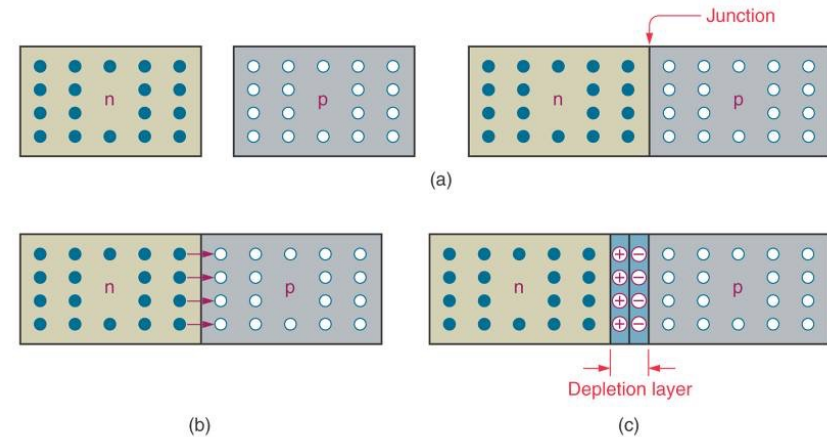 Junction
n
p
n
p
(a)
n
p
n
+ −
+ −
+ −
+ −
p
Depletion layer
(b)
(c)